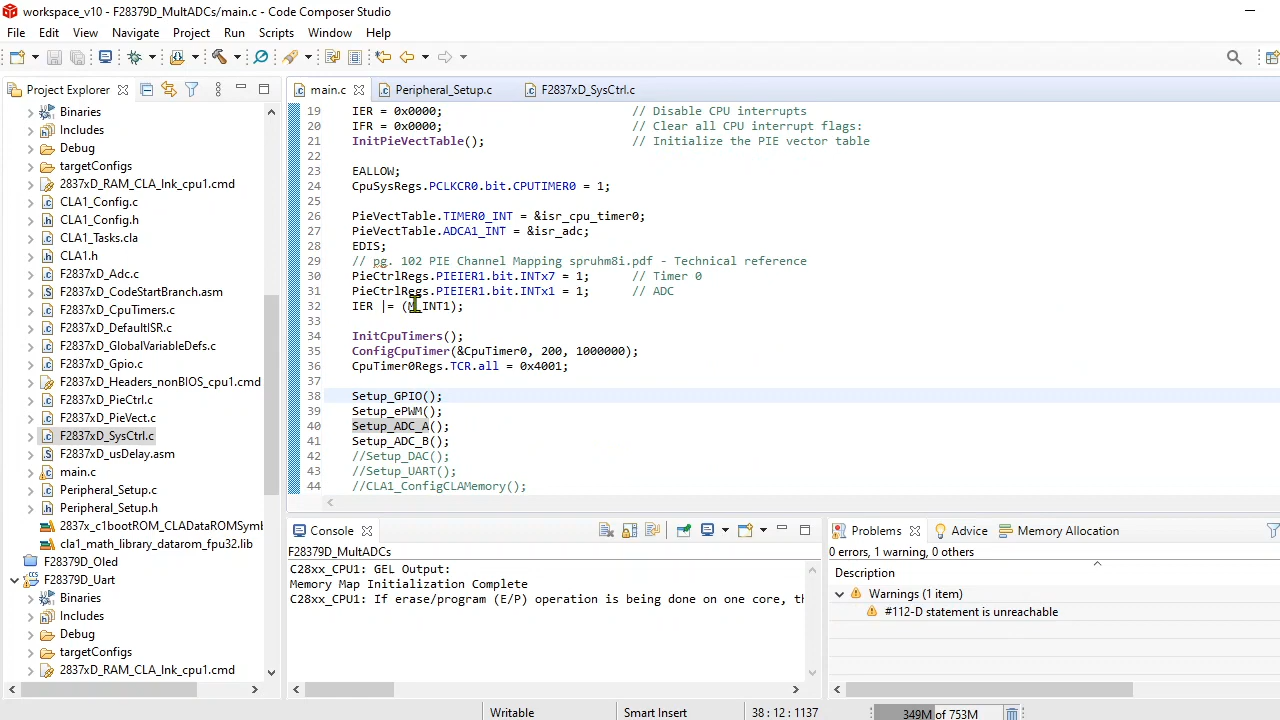 workspace_v10 - F28379D_MultADCs/main.c - Code Composer Studio
File Edit View Navigate Project Run Scripts Window Help
Project Explorer
Binaries
Includes
Debug
targetConfigs
2837xD_RAM_CLA_lnk_cpu1.cmd
CLA1_Config.c
CLA1_Config.h
CLA1_Tasks.cla
CLA1.h
F2837xD_Adc.c
F2837xD_CodeStartBranch.asm
F2837xD_CpuTimers.c
F2837xD_DefaultISR.c
F2837xD_GlobalVariableDefs.c
F2837xD_Gpio.c
F2837xD_Headers_nonBIOS_cpu1.cmd
F2837xD_PieCtrl.c
F2837xD_PieVect.c
F2837xD_SysCtrl.c
F2837xD_usDelay.asm
main.c
Peripheral_Setup.c
Peripheral_Setup.h
2837x_c1bootROM_CLADataROMSymb
cla1_math_library_datarom_fpu32.lib
F28379D_Oled
F28379D_Uart
Binaries
Includes
Debug
targetConfigs
2837xD_RAM_CLA_lnk_cpu1.cmd
main.c Peripheral_Setup.c F2837xD_SysCtrl.c
19 IER = 0x0000; // Disable CPU interrupts
20 IFR = 0x0000; // Clear all CPU interrupt flags:
21 InitPieVectTable(); // Initialize the PIE vector table
22
23 EALLOW;
24 CpuSysRegs.PCLKCR0.bit.CPUTIMER0 = 1;
25
26 PieVectTable.TIMER0_INT = &isr_cpu_timer0;
27 PieVectTable.ADCA1_INT = &isr_adc;
28 EDIS;
29 // pg. 102 PIE Channel Mapping spruhm8i.pdf - Technical reference
30 PieCtrlRegs.PIEIER1.bit.INTx7 = 1; // Timer 0
31 PieCtrlRegs.PIEIER1.bit.INTx1 = 1; // ADC
32 IER |= (M_INT1);
33
34 InitCpuTimers();
35 ConfigCpuTimer(&CpuTimer0, 200, 1000000);
36 CpuTimer0Regs.TCR.all = 0x4001;
37
38 Setup_GPIO();
39 Setup_ePWM();
40 Setup_ADC_A();
41 Setup_ADC_B();
42 //Setup_DAC();
43 //Setup_UART();
44 //CLA1_ConfigCLAMemory();
Console
F28379D_MultADCs
C28xx_CPU1: GEL Output:
Memory Map Initialization Complete
C28xx_CPU1: If erase/program (E/P) operation is being done on one core, th
Problems Advice Memory Allocation
0 errors, 1 warning, 0 others
Description
Warnings (1 item)
#112-D statement is unreachable
Writable Smart Insert 38 : 12 : 1137 349M of 753M